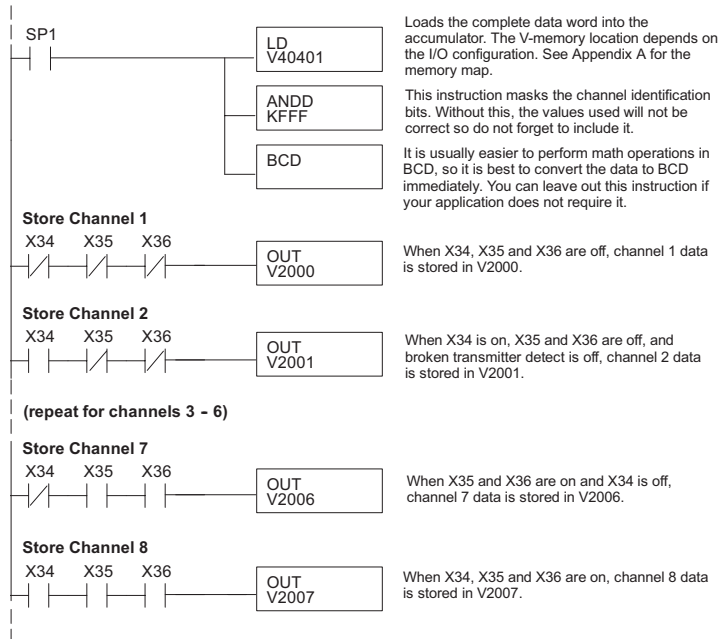 SP1
LD
V40401
Loads the complete data word into the
accumulator. The V-memory location depends on
the I/O configuration. See Appendix A for the
memory map.
ANDD
KFFF
This instruction masks the channel identification
bits. Without this, the values used will not be
correct so do not forget to include it.
BCD
It is usually easier to perform math operations in
BCD, so it is best to convert the data to BCD
immediately. You can leave out this instruction if
your application does not require it.
Store Channel 1
X34 X35 X36
OUT
V2000
When X34, X35 and X36 are off, channel 1 data
is stored in V2000.
Store Channel 2
X34 X35 X36
OUT
V2001
When X34 is on, X35 and X36 are off, and
broken transmitter detect is off, channel 2 data
is stored in V2001.
(repeat for channels 3 - 6)
Store Channel 7
X34 X35 X36
OUT
V2006
When X35 and X36 are on and X34 is off,
channel 7 data is stored in V2006.
Store Channel 8
X34 X35 X36
OUT
V2007
When X34, X35 and X36 are on, channel 8 data
is stored in V2007.